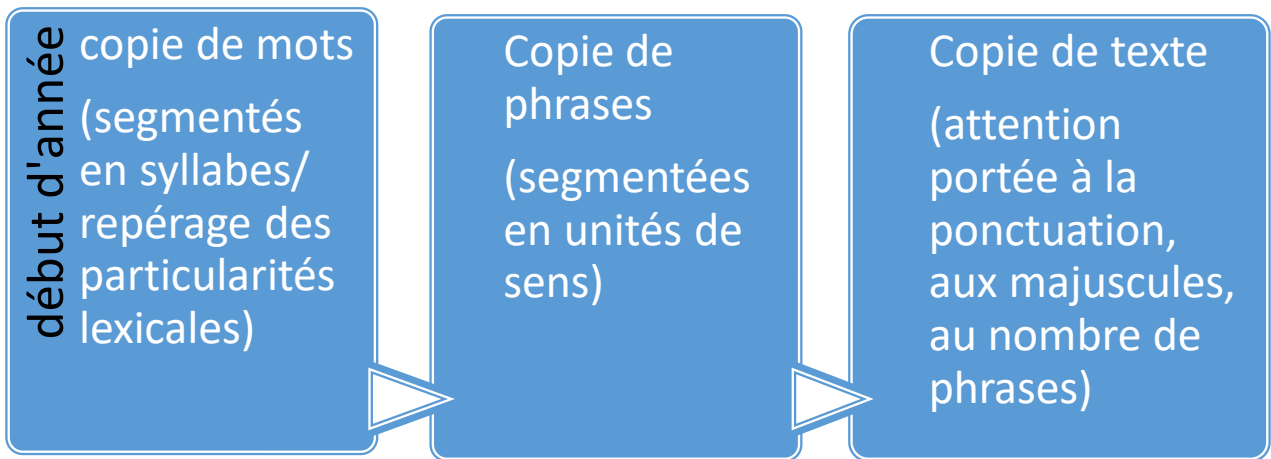 début d'année
copie de mots
(segmentés
en syllabes/
repérage des
particularités
lexicales)
Copie de
phrases
(segmentées
en unités de
sens)
Copie de texte
(attention
portée à la
ponctuation,
aux majuscules,
au nombre de
phrases)